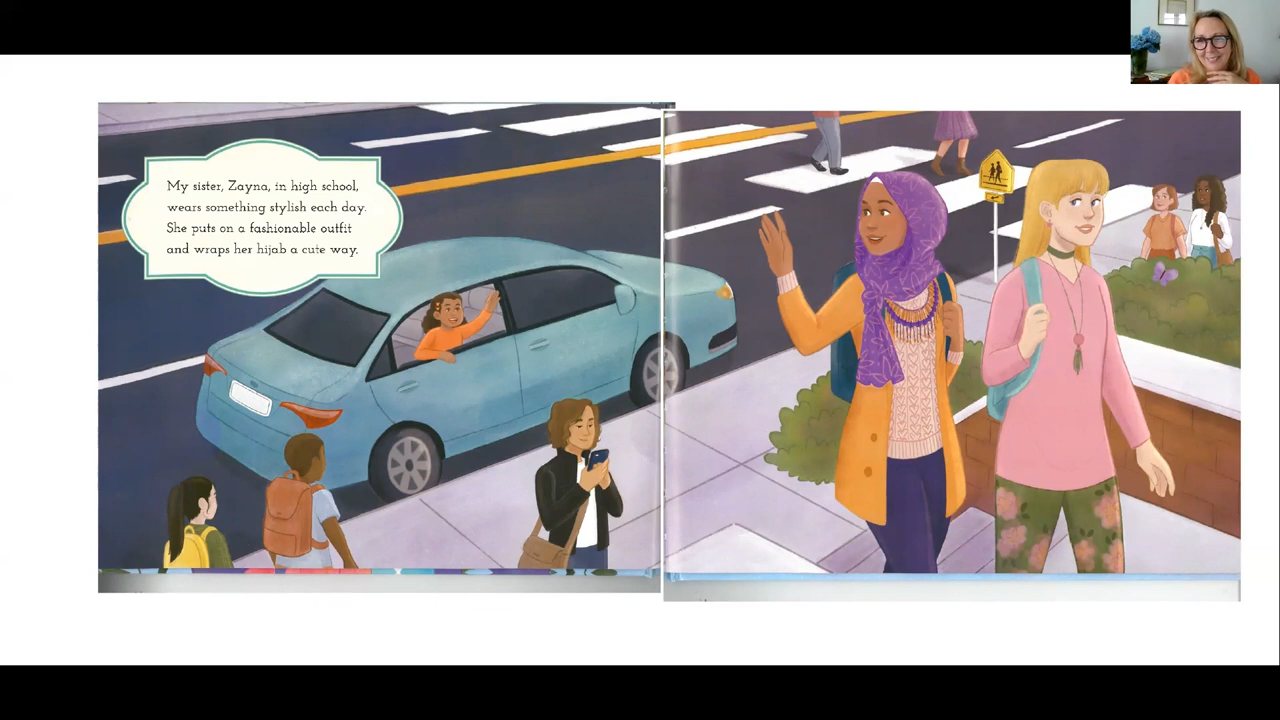 My sister, Zayna, in high school,
wears something stylish each day.
She puts on a fashionable outfit
and wraps her hijab a cute way.